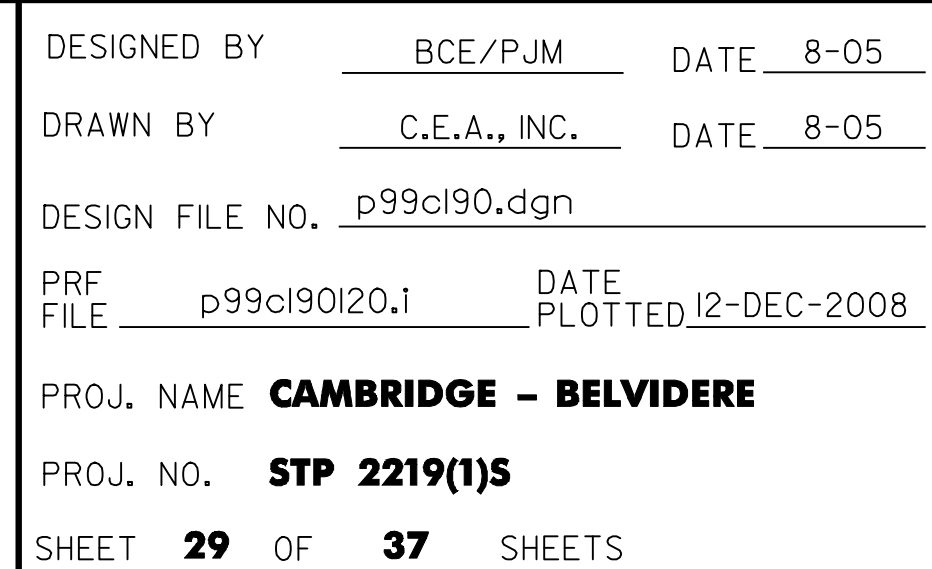 DESIGNED BY BCE/PJM DATE 8-05
DRAWN BY C.E.A., INC. DATE 8-05
DESIGN FILE NO. p99c190.dgn
PRF FILE p99c190120.i DATE PLOTTED 12-DEC-2008
PROJ. NAME CAMBRIDGE – BELVIDERE
PROJ. NO. STP 2219(1)S
SHEET 29 OF 37 SHEETS